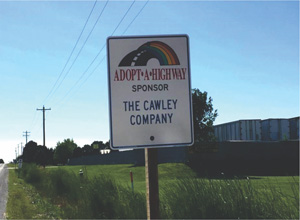 ADOPT·A·HIGHWAY
SPONSOR
THE CAWLEY
COMPANY